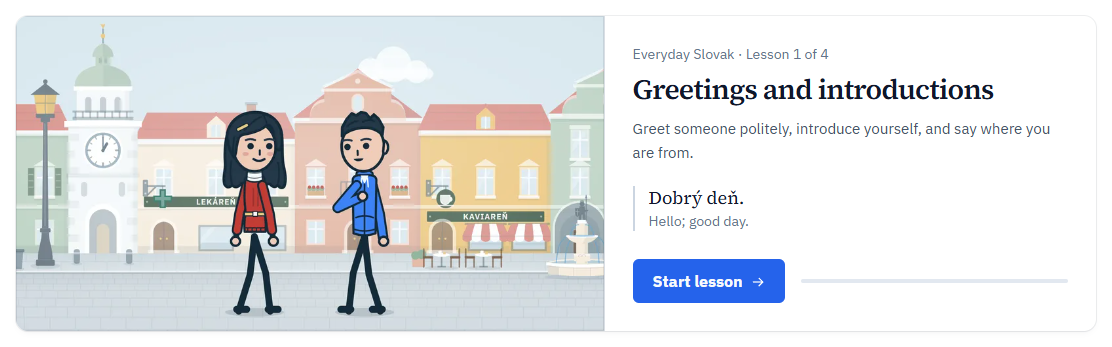 LEKÁREŇ
KAVIAREŇ
Everyday Slovak · Lesson 1 of 4
Greetings and introductions
Greet someone politely, introduce yourself, and say where you
are from.
Dobrý deň.
Hello; good day.
Start lesson →